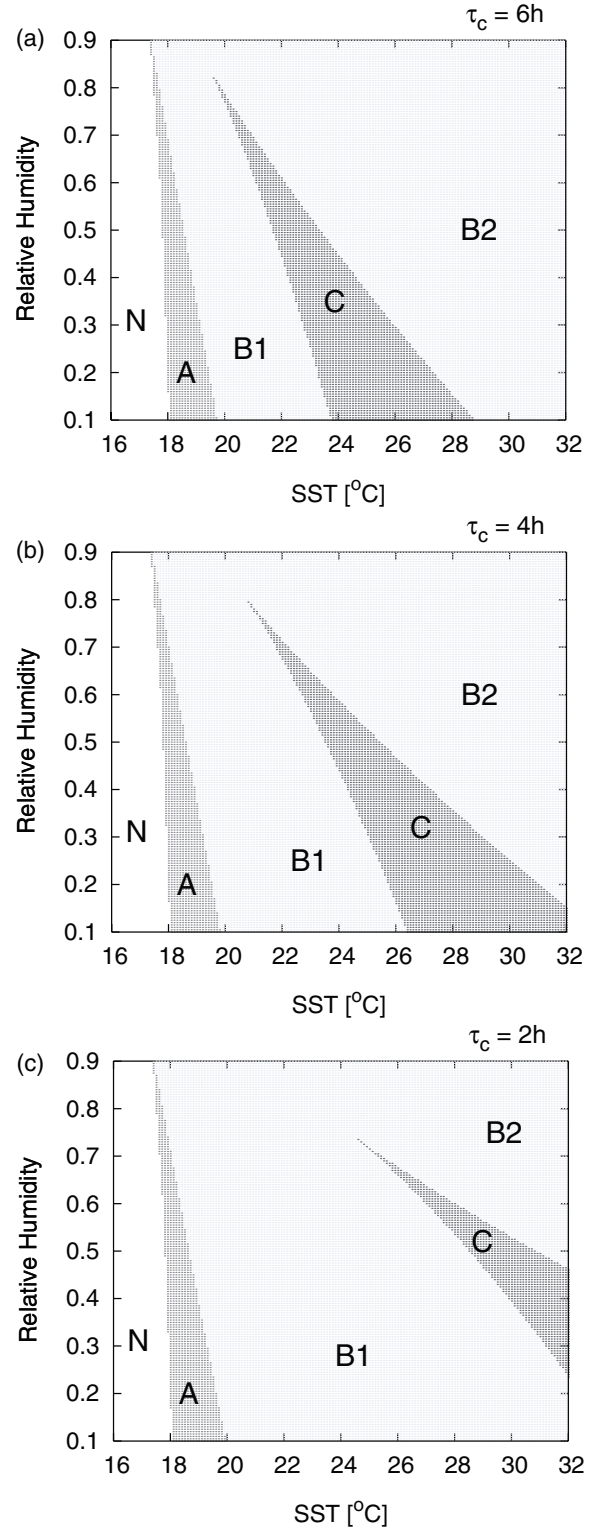 τc = 6h
(a)
0.9
0.8
0.7
0.6
0.5
0.4
0.3
0.2
0.1
Relative Humidity
N
A
B1
C
B2
16 18 20 22 24 26 28 30 32
SST [°C]
τc = 4h
(b)
0.9
0.8
0.7
0.6
0.5
0.4
0.3
0.2
0.1
Relative Humidity
N
A
B1
C
B2
16 18 20 22 24 26 28 30 32
SST [°C]
τc = 2h
(c)
0.9
0.8
0.7
0.6
0.5
0.4
0.3
0.2
0.1
Relative Humidity
N
A
B1
C
B2
16 18 20 22 24 26 28 30 32
SST [°C]